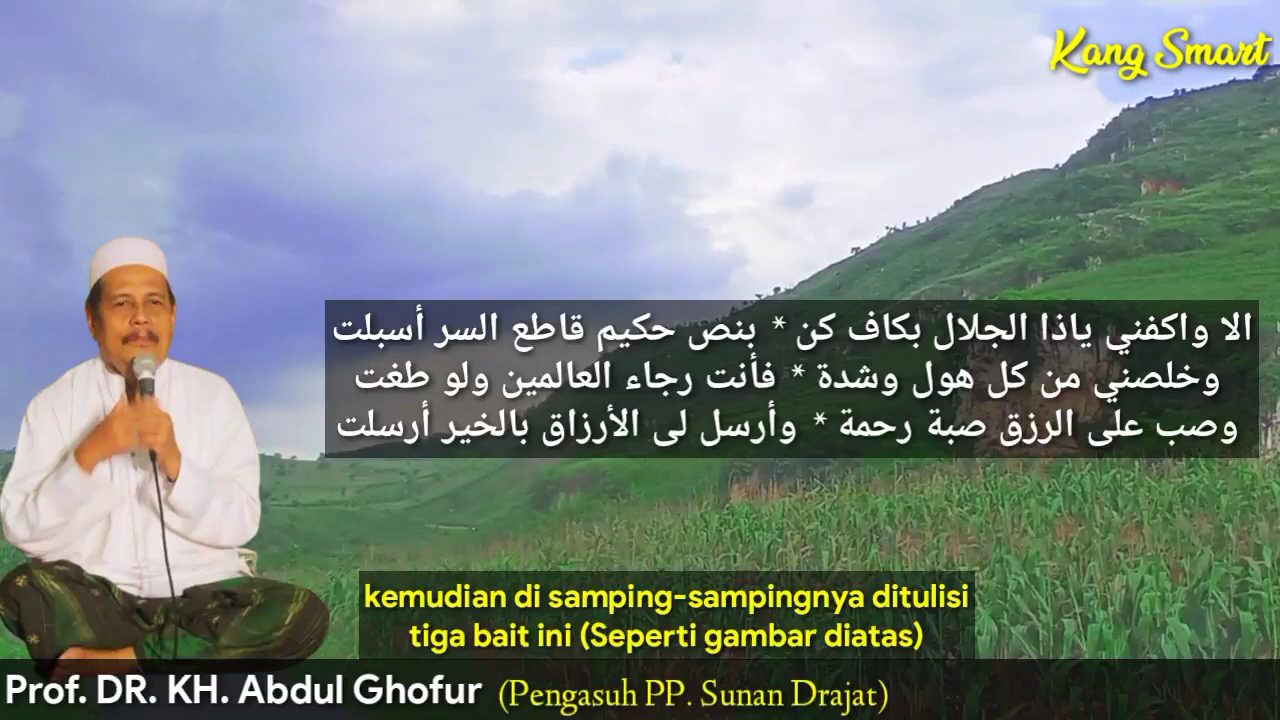 Kang Smart
الا واكفني ياذا الجلال بكاف كن * بنص حكيم قاطع السر أسبلت
وخلصني من كل هول وشدة * فأنت رجاء العالمين ولو طغت
وصب على الرزق صبة رحمة * وأرسل لى الأرزاق بالخير أرسلت
kemudian di samping-sampingnya ditulisi
tiga bait ini (Seperti gambar diatas)
Prof. DR. KH. Abdul Ghofur (Pengasuh PP. Sunan Drajat)